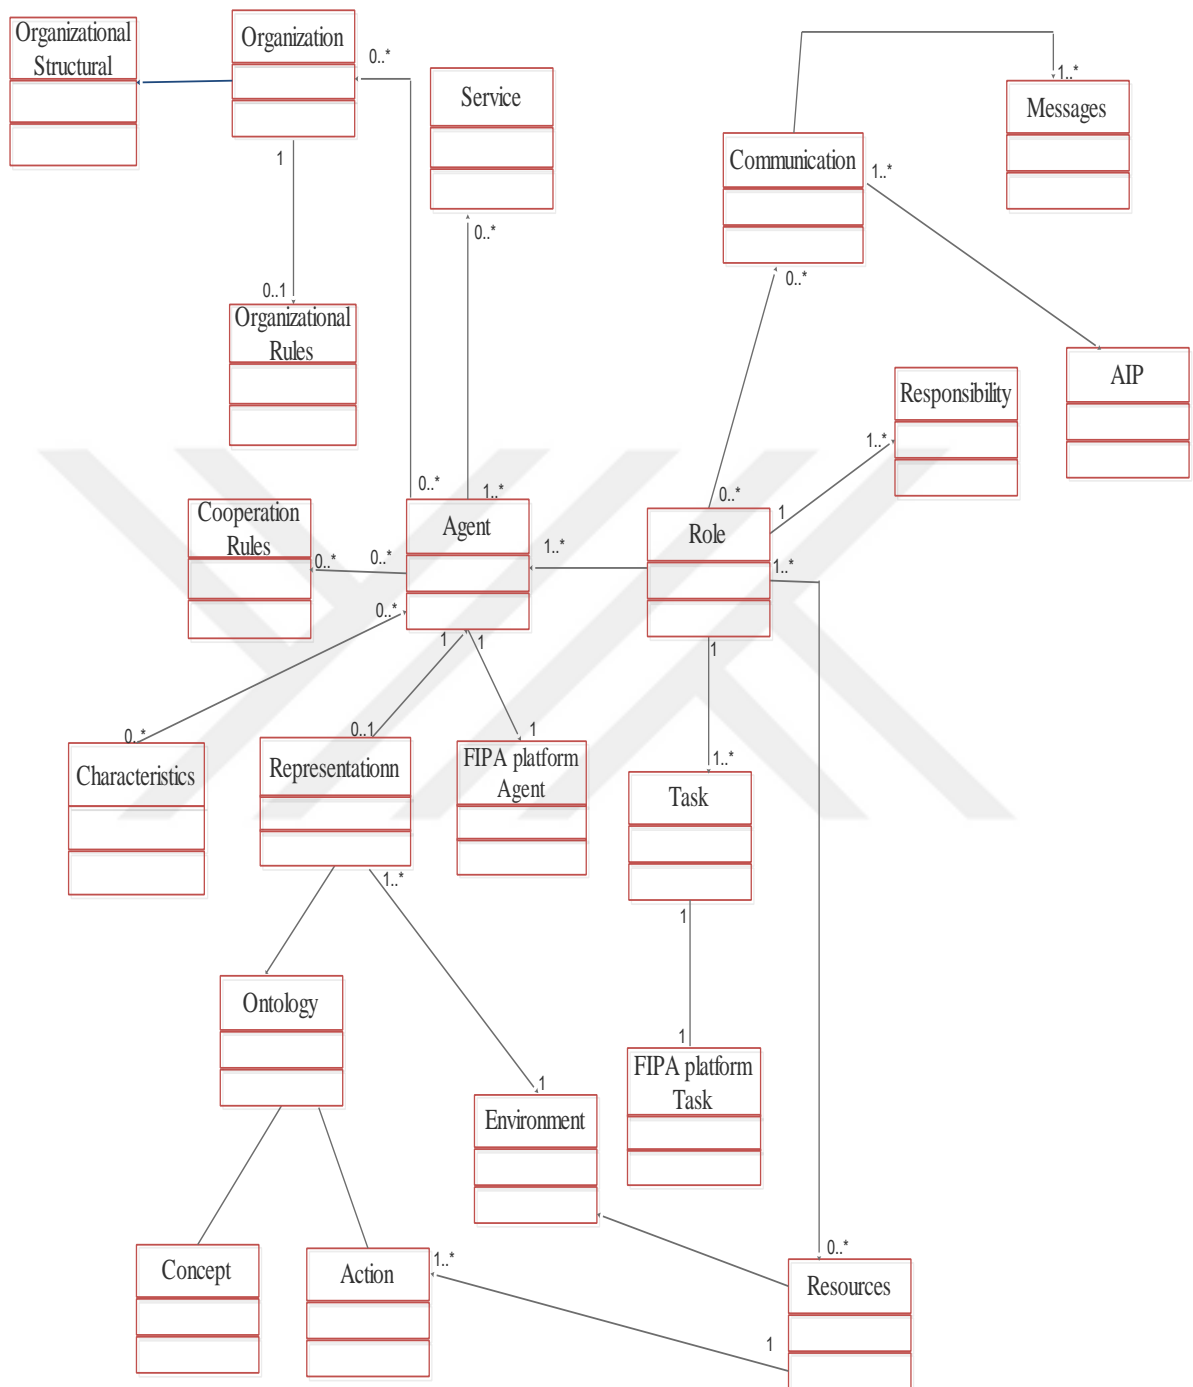 Organizational
Structural
Organization
0..*
Service
1..*
Messages
Communication
1..*
1
0..*
0..*
0..1
Organizational
Rules
AIP
Responsibility
1..*
0..*
1..*
0..*
1
Cooperation
Rules
Agent
Role
1..*
0..*
0..*
1..*
0..*
1
1
1
0..*
0..1
1
1..*
Characteristics
Representationn
FIPA platform
Agent
Task
1..*
1
Ontology
1
1
FIPA platform
Task
Environment
0..*
1..*
Concept
Action
Resources
1